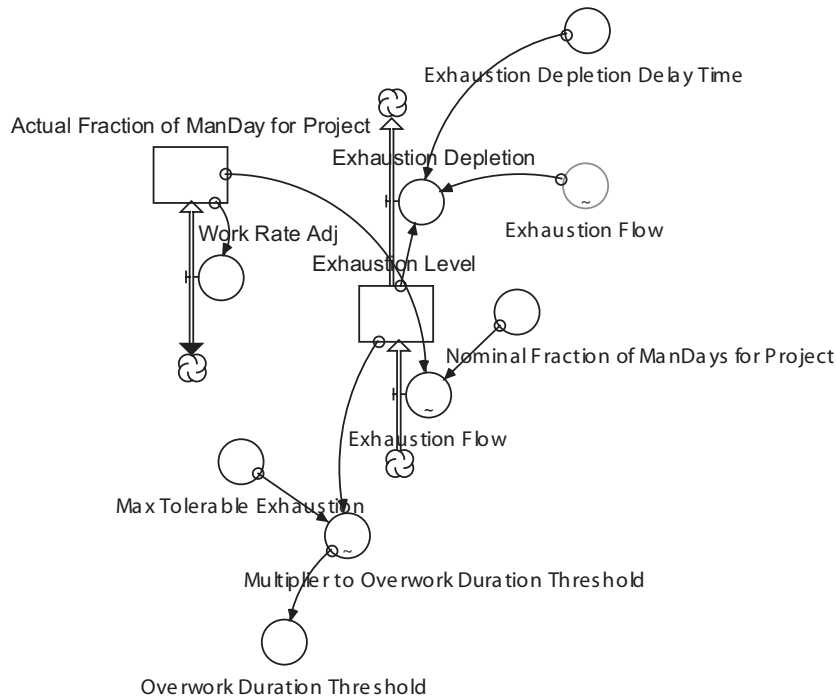 Exhaustion Depletion Delay Time
Actual Fraction of ManDay for Project
Exhaustion Depletion
~
Exhaustion Flow
Work Rate Adj
Exhaustion Level
Nominal Fraction of ManDays for Project
~
Exhaustion Flow
Max Tolerable Exhaustion
~
Multiplier to Overwork Duration Threshold
Overwork Duration Threshold